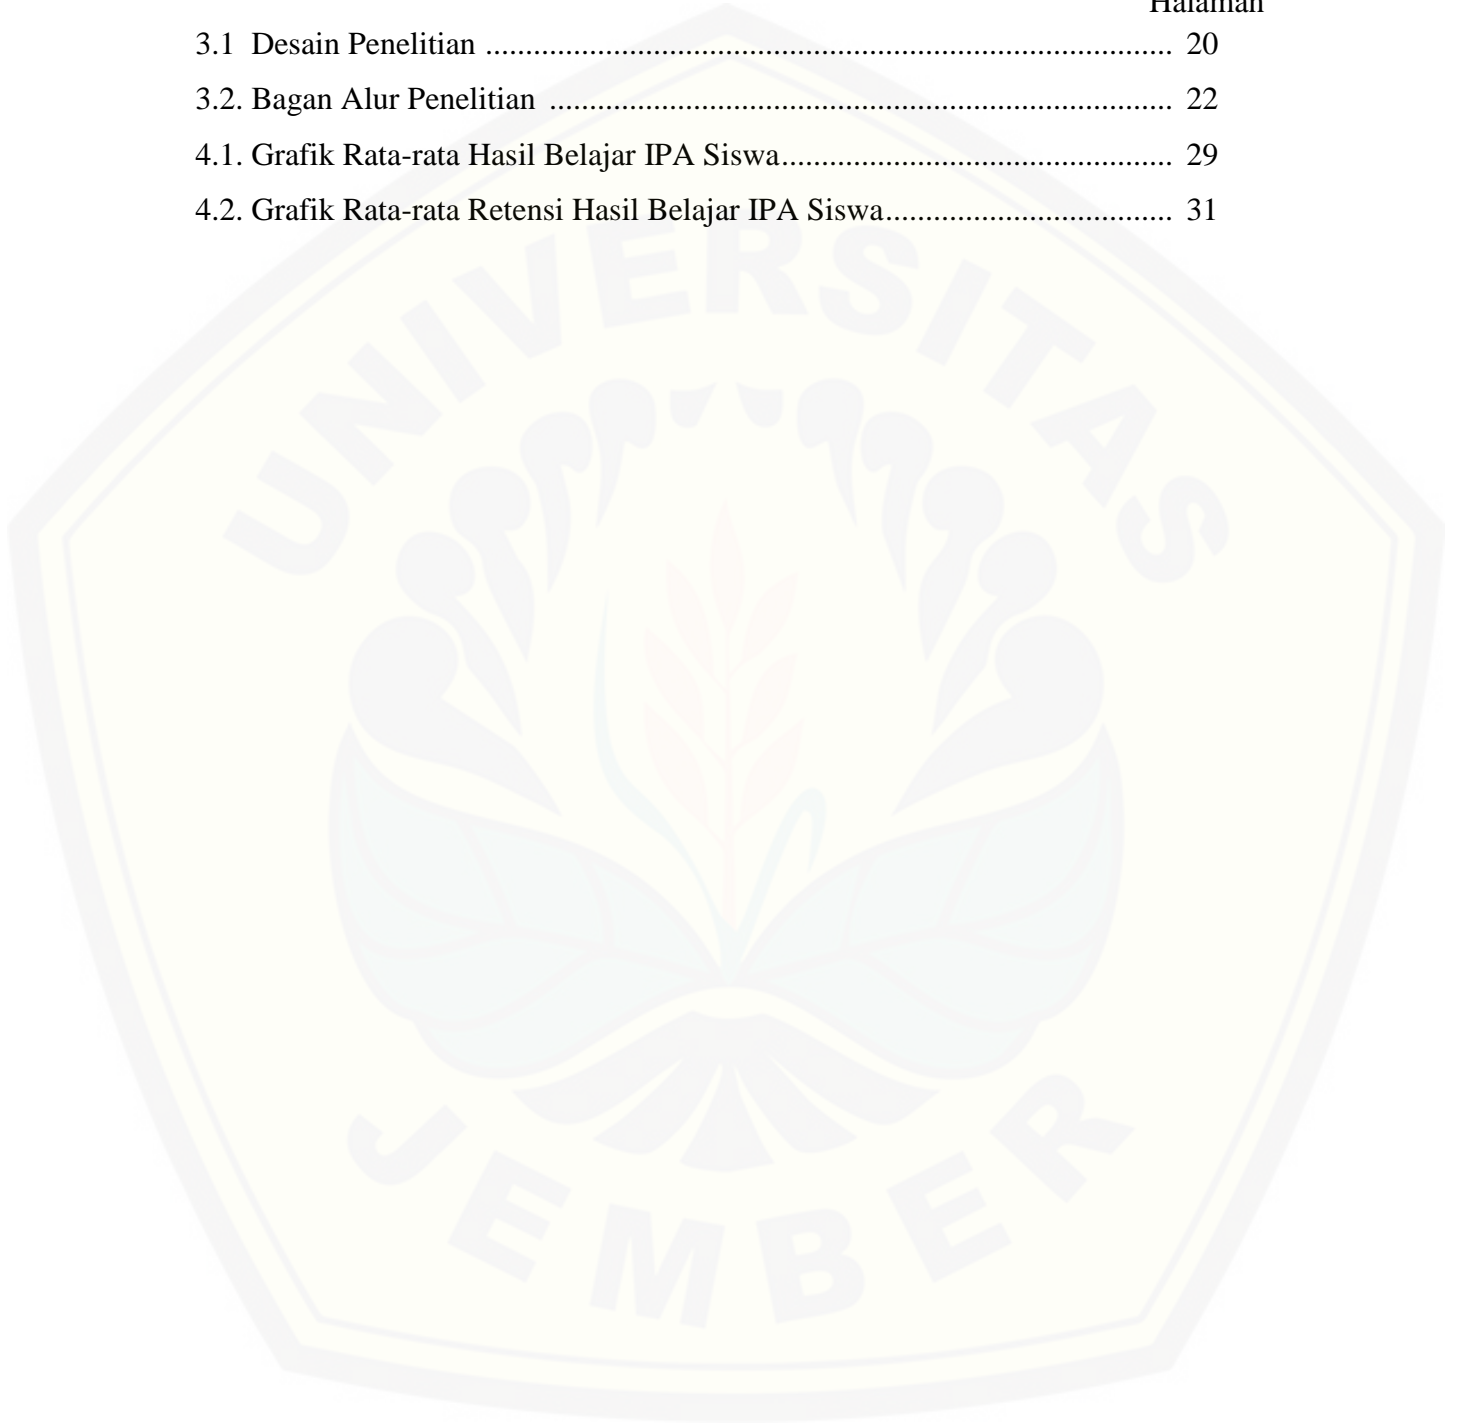 Halaman
3.1 Desain Penelitian ..................................................................................... 20
3.2. Bagan Alur Penelitian ............................................................................. 22
4.1. Grafik Rata-rata Hasil Belajar IPA Siswa................................................ 29
4.2. Grafik Rata-rata Retensi Hasil Belajar IPA Siswa................................... 31
UNIVERSITAS
JEMBER